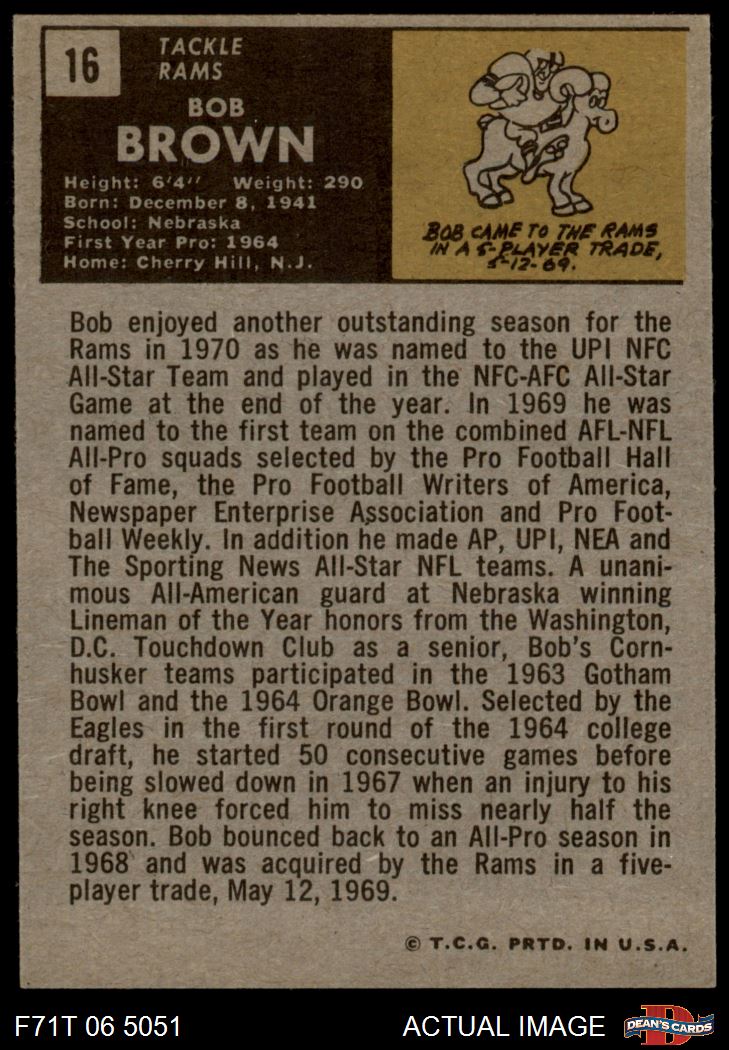 16
TACKLE
RAMS
BOB
BROWN
Height: 6'4" Weight: 290
Born: December 8, 1941
School: Nebraska
First Year Pro: 1964
Home: Cherry Hill, N.J.
BOB CAME TO THE RAMS
IN A 5-PLAYER TRADE,
5-12-69.
Bob enjoyed another outstanding season for the
Rams in 1970 as he was named to the UPI NFC
All-Star Team and played in the NFC-AFC All-Star
Game at the end of the year. In 1969 he was
named to the first team on the combined AFL-NFL
All-Pro squads selected by the Pro Football Hall
of Fame, the Pro Football Writers of America,
Newspaper Enterprise Association and Pro Foot-
ball Weekly. In addition he made AP, UPI, NEA and
The Sporting News All-Star NFL teams. A unani-
mous All-American guard at Nebraska winning
Lineman of the Year honors from the Washington,
D.C. Touchdown Club as a senior, Bob's Corn-
husker teams participated in the 1963 Gotham
Bowl and the 1964 Orange Bowl. Selected by the
Eagles in the first round of the 1964 college
draft, he started 50 consecutive games before
being slowed down in 1967 when an injury to his
right knee forced him to miss nearly half the
season. Bob bounced back to an All-Pro season in
1968 and was acquired by the Rams in a five-
player trade, May 12, 1969.
© T.C.G. PRTD. IN U.S.A.
F71T 06 5051 ACTUAL IMAGE D DEAN'S CARDS